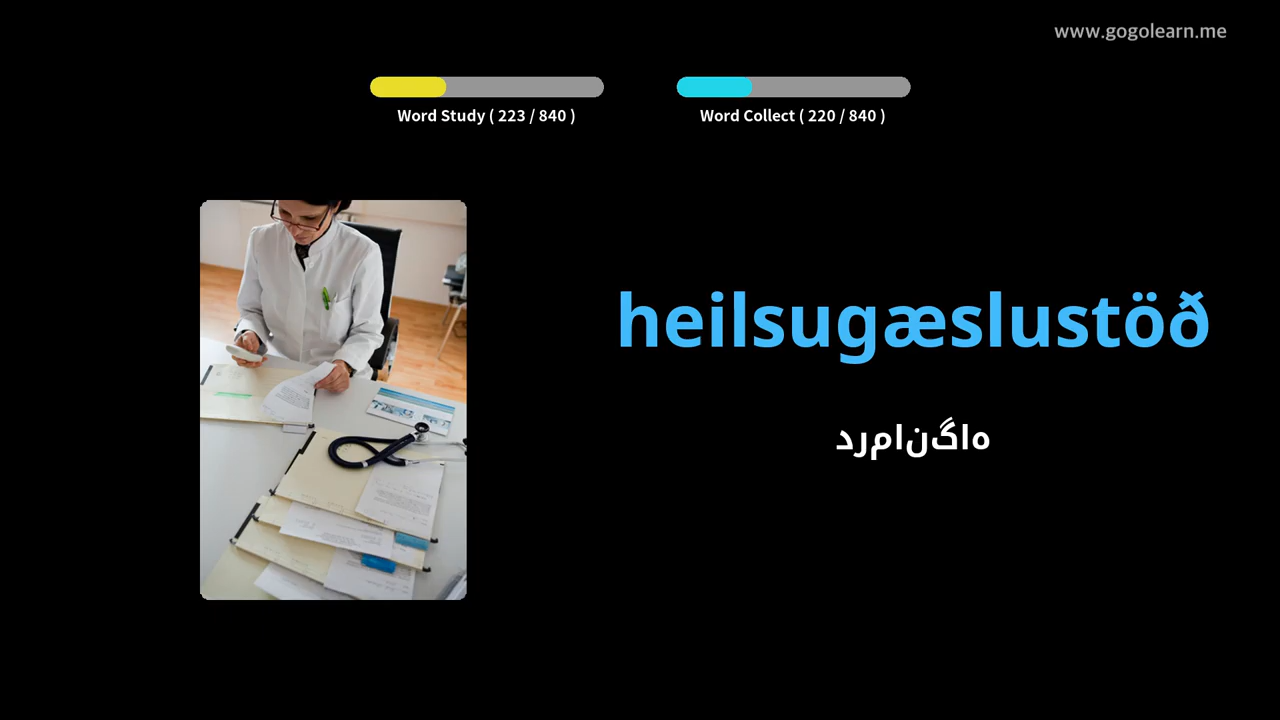 www.gogolearn.me
Word Study ( 223 / 840 )
Word Collect ( 220 / 840 )
heilsugæslustöð
درمانگاه